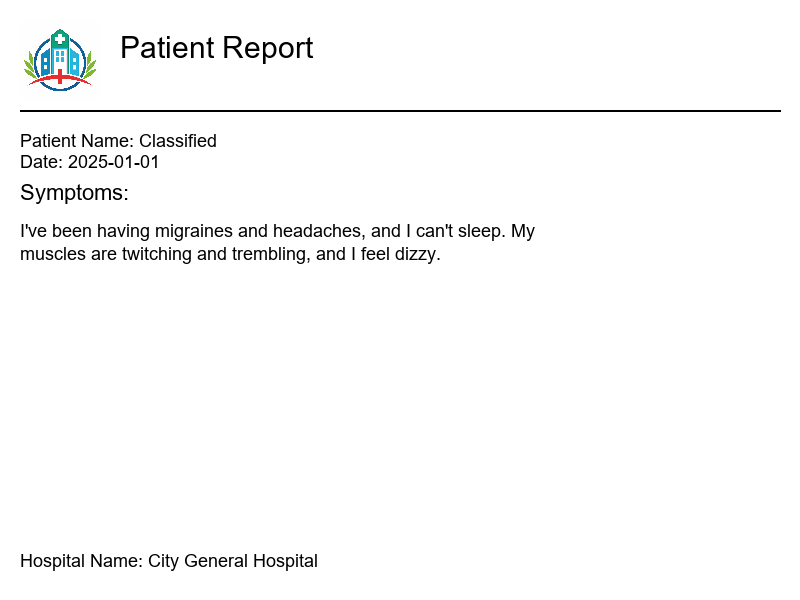 Patient Report
Patient Name: Classified
Date: 2025-01-01
Symptoms:
I've been having migraines and headaches, and I can't sleep. My
muscles are twitching and trembling, and I feel dizzy.
Hospital Name: City General Hospital